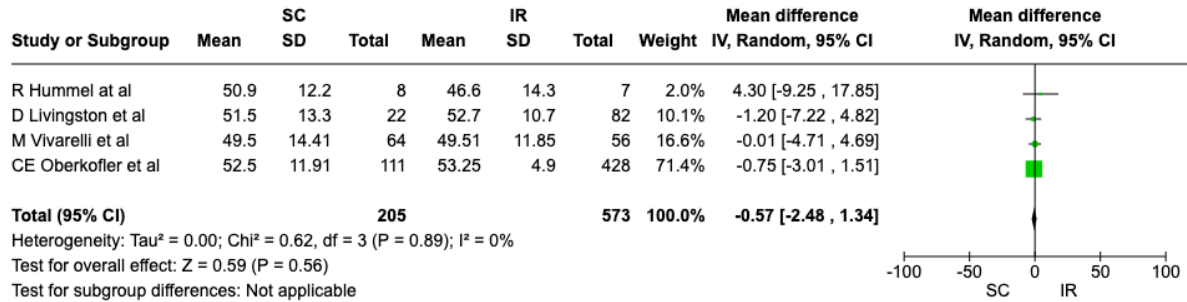 SC IR Mean difference Mean difference
Study or Subgroup Mean SD Total Mean SD Total Weight IV, Random, 95% CI IV, Random, 95% CI
R Hummel at al 50.9 12.2 8 46.6 14.3 7 2.0% 4.30 [-9.25 , 17.85]
D Livingston et al 51.5 13.3 22 52.7 10.7 82 10.1% -1.20 [-7.22 , 4.82]
M Vivarelli et al 49.5 14.41 64 49.51 11.85 56 16.6% -0.01 [-4.71 , 4.69]
CE Oberkofler et al 52.5 11.91 111 53.25 4.9 428 71.4% -0.75 [-3.01 , 1.51]
Total (95% CI) 205 573 100.0% -0.57 [-2.48 , 1.34]
Heterogeneity: Tau² = 0.00; Chi² = 0.62, df = 3 (P = 0.89); I² = 0%
Test for overall effect: Z = 0.59 (P = 0.56)
Test for subgroup differences: Not applicable
-100 -50 0 50 100
SC IR